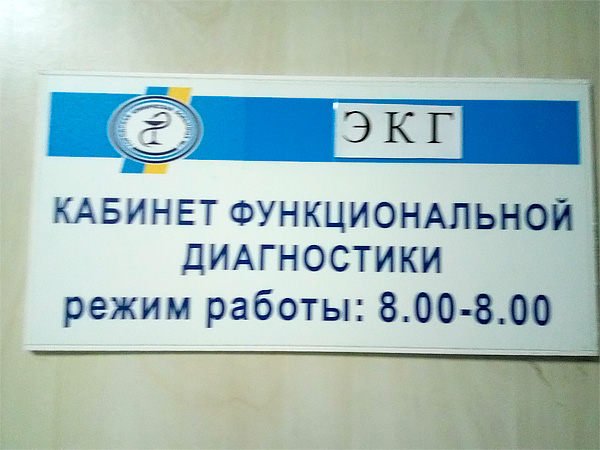 ЭКГ
КАБИНЕТ ФУНКЦИОНАЛЬНОЙ
ДИАГНОСТИКИ
режим работы: 8.00-8.00